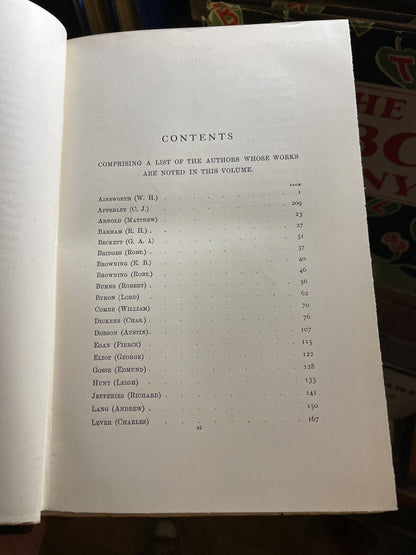 CONTENTS
COMPRISING A LIST OF THE AUTHORS WHOSE WORKS
ARE NOTED IN THIS VOLUME.
PAGE
AINSWORTH (W. H.) 1
APPERLEY (C. J.) 209
ARNOLD (MATTHEW) 23
BARHAM (R. H.) 27
BECKETT (G. A. À) 31
BRIDGES (ROBT.) 37
BROWNING (E. B.) 40
BROWNING (ROBT.) 46
BURNS (ROBERT) 56
BYRON (LORD) 62
COMBE (WILLIAM) 70
DICKENS (CHAS.) 76
DOBSON (AUSTIN) 107
EGAN (PIERCE) 115
ELIOT (GEORGE) 122
GOSSE (EDMUND) 128
HUNT (LEIGH) 133
JEFFERIES (RICHARD) 141
LANG (ANDREW) 150
LEVER (CHARLES) 167
xi
THE